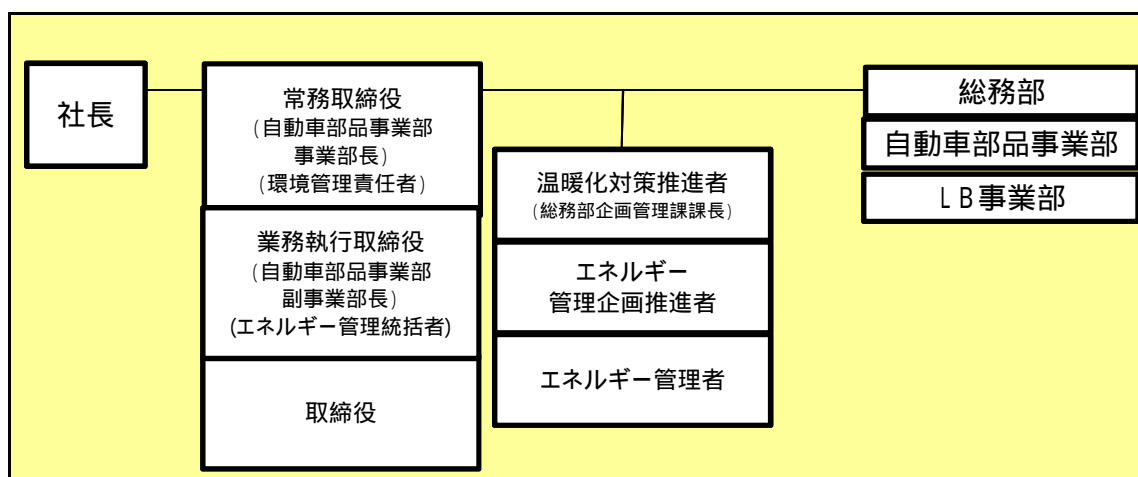 社長
常務取締役
(自動車部品事業部
事業部長)
(環境管理責任者)
業務執行取締役
(自動車部品事業部
副事業部長)
(エネルギー管理統括者)
取締役
温暖化対策推進者
(総務部企画管理課課長)
エネルギー
管理企画推進者
エネルギー管理者
総務部
自動車部品事業部
LB事業部